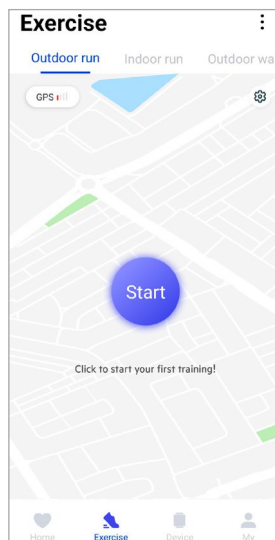 Exercise
Outdoor run Indoor run Outdoor wa
GPS
Start
Click to start your first training!
Home Exercise Device My